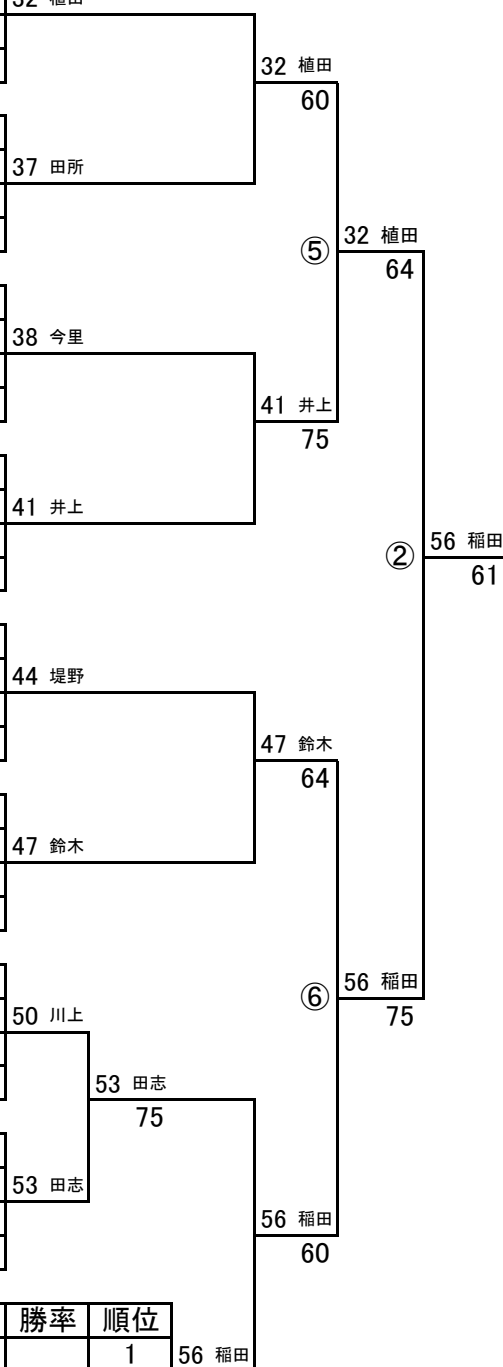 32 植田
32 植田
60
37 田所
⑤
32 植田
64
38 今里
41 井上
75
41 井上
②
56 稲田
61
44 堤野
47 鈴木
64
47 鈴木
⑥
56 稲田
75
50 川上
53 田志
75
53 田志
56 稲田
60
勝率 順位
1
56 稲田